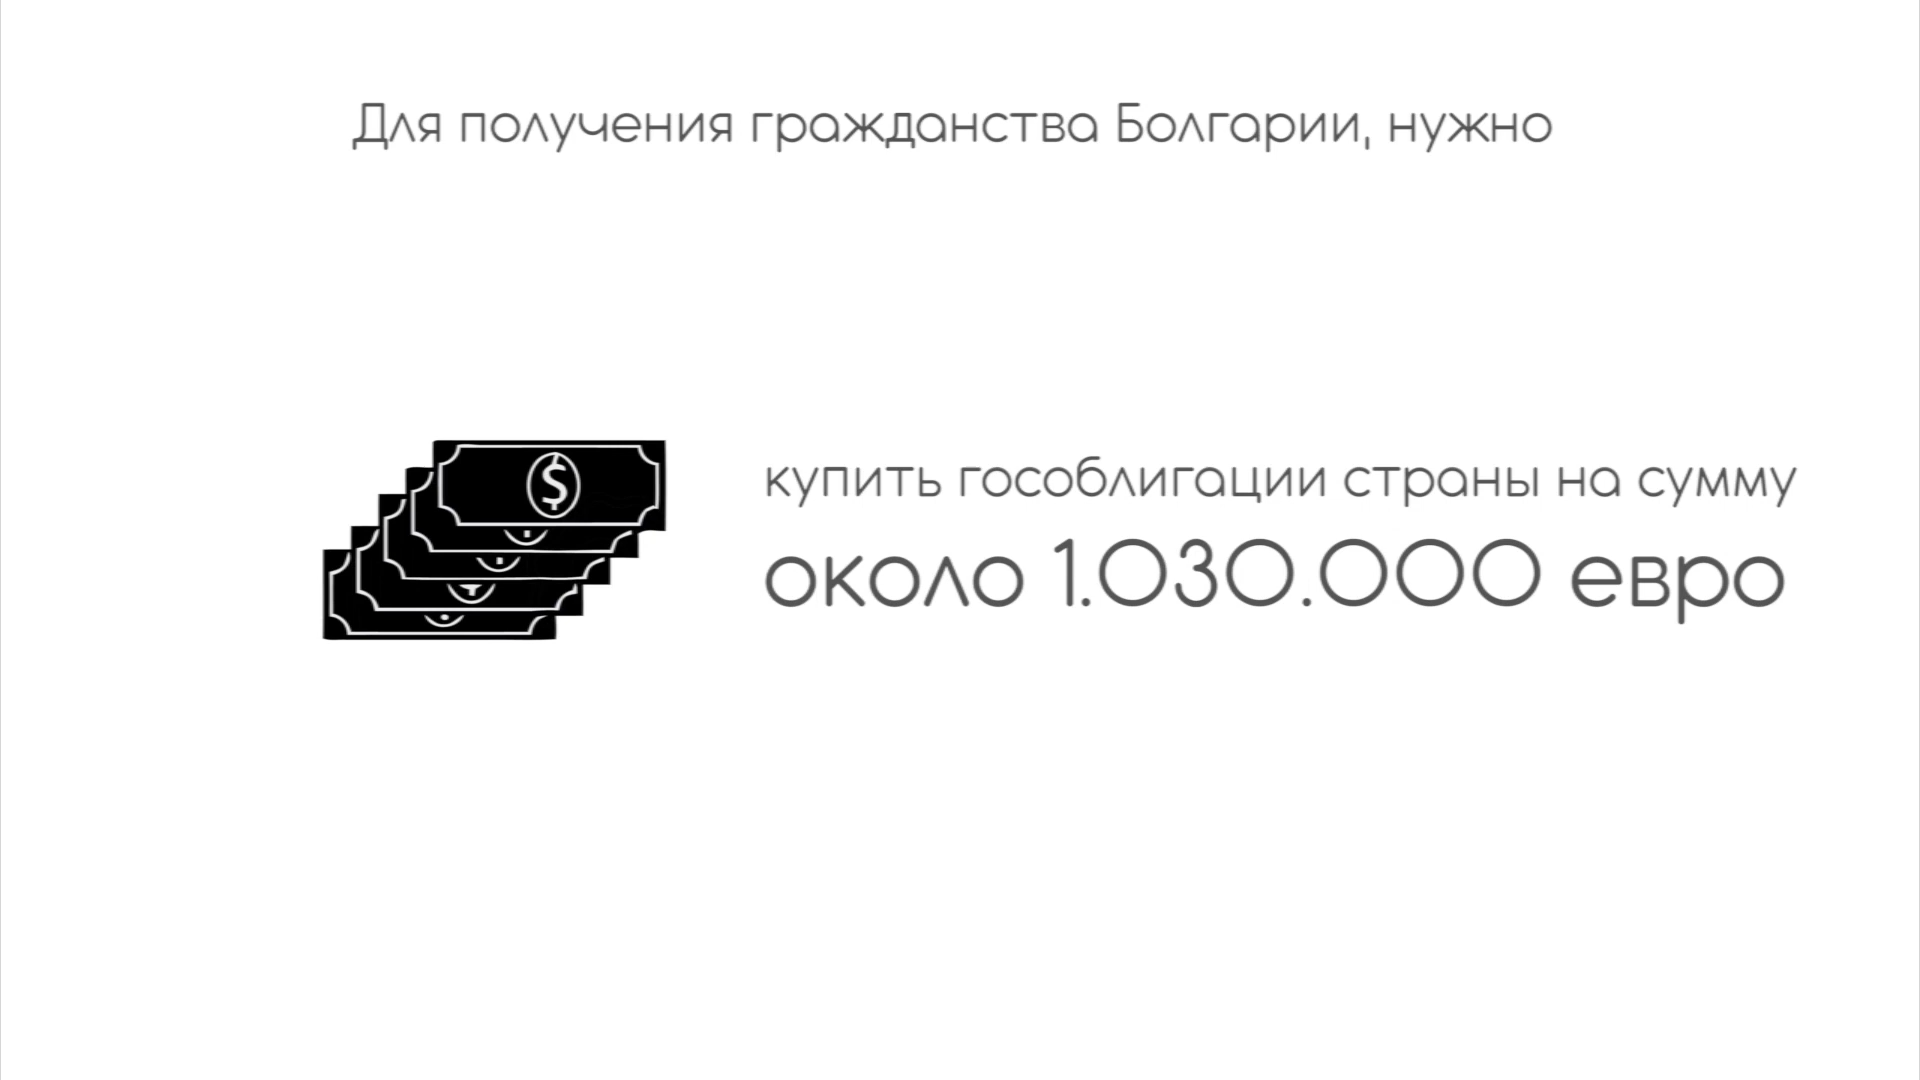 Для получения гражданства Болгарии, нужно
$
купить гособлигации страны на сумму
около 1.030.000 евро